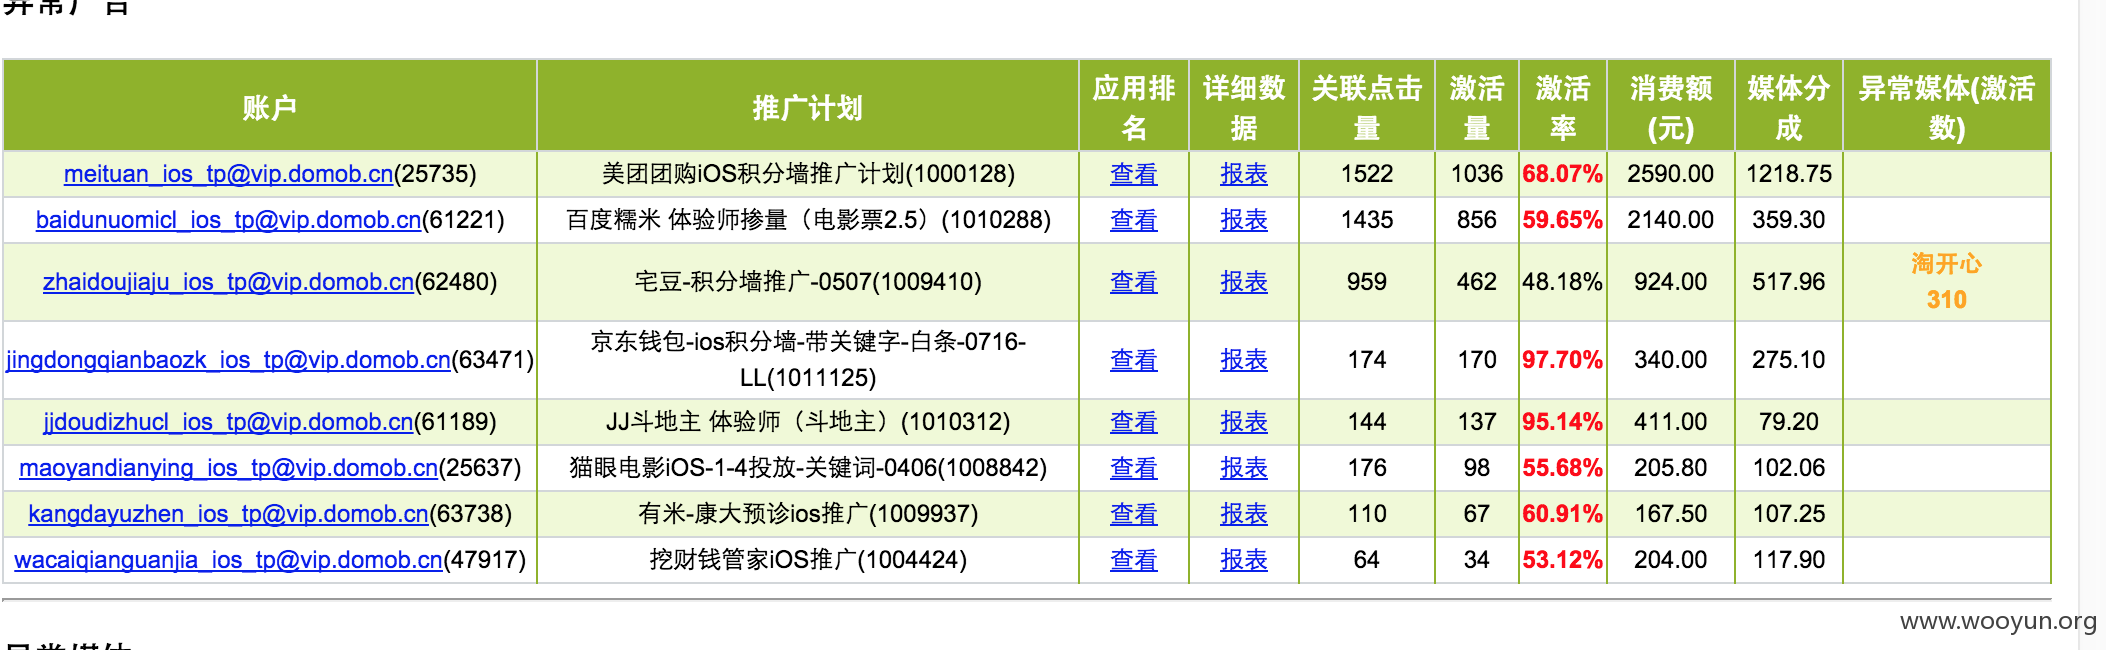 异常广告
账户 推广计划 应用排名 详细数据 关联点击量 激活量 激活率 消费额(元) 媒体分成 异常媒体(激活数)
meituan_ios_tp@vip.domob.cn(25735) 美团团购iOS积分墙推广计划(1000128) 查看 报表 1522 1036 68.07% 2590.00 1218.75
baidunuomicl_ios_tp@vip.domob.cn(61221) 百度糯米 体验师掺量（电影票2.5）(1010288) 查看 报表 1435 856 59.65% 2140.00 359.30
zhaidoujiaju_ios_tp@vip.domob.cn(62480) 宅豆-积分墙推广-0507(1009410) 查看 报表 959 462 48.18% 924.00 517.96 淘开心 310
jingdongqianbaozk_ios_tp@vip.domob.cn(63471) 京东钱包-ios积分墙-带关键字-白条-0716-LL(1011125) 查看 报表 174 170 97.70% 340.00 275.10
jjdoudizhucl_ios_tp@vip.domob.cn(61189) JJ斗地主 体验师（斗地主）(1010312) 查看 报表 144 137 95.14% 411.00 79.20
maoyandianying_ios_tp@vip.domob.cn(25637) 猫眼电影iOS-1-4投放-关键词-0406(1008842) 查看 报表 176 98 55.68% 205.80 102.06
kangdayuzhen_ios_tp@vip.domob.cn(63738) 有米-康大预诊ios推广(1009937) 查看 报表 110 67 60.91% 167.50 107.25
wacaiqianguanjia_ios_tp@vip.domob.cn(47917) 挖财钱管家iOS推广(1004424) 查看 报表 64 34 53.12% 204.00 117.90
www.wooyun.org
异常媒体